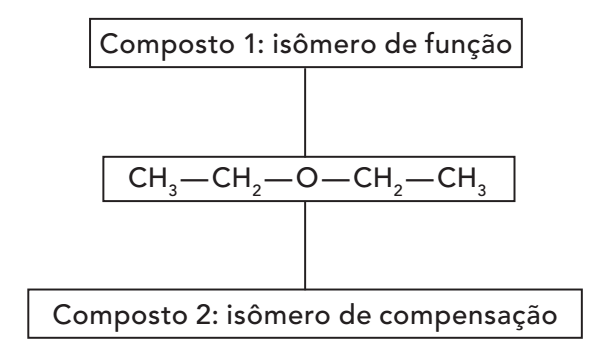 Composto 1: isômero de função
CH₃—CH₂—O—CH₂—CH₃
Composto 2: isômero de compensação